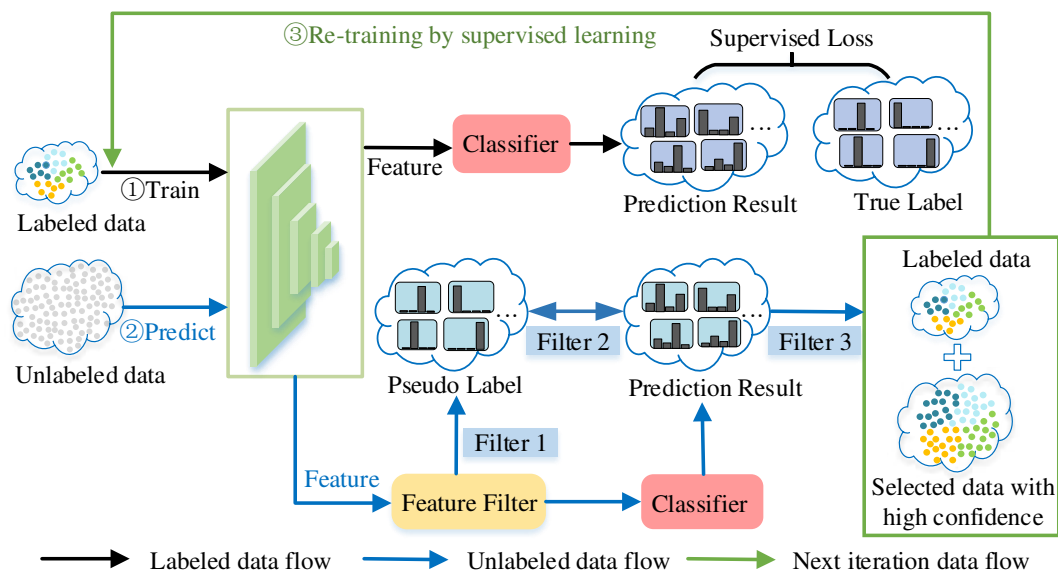 ③Re-training by supervised learning
Supervised Loss
Classifier
Feature
...
...
①Train
Labeled data
Prediction Result
True Label
Labeled data
②Predict
...
...
Filter 2
Filter 3
Unlabeled data
Pseudo Label
Prediction Result
Filter 1
Feature
Feature Filter
Classifier
Selected data with
high confidence
Labeled data flow
Unlabeled data flow
Next iteration data flow